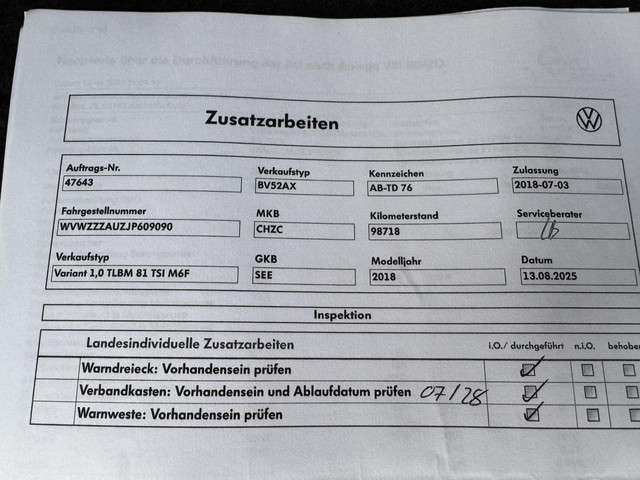 Zusatzarbeiten
Auftrags-Nr. Verkaufstyp Kennzeichen Zulassung
47643 BV52AX AB-TD 76 2018-07-03
Fahrgestellnummer MKB Kilometerstand Serviceberater
WVWZZZAUZJP609090 CHZC 98718
Verkaufstyp GKB Modelljahr Datum
Variant 1,0 TLBM 81 TSI M6F SEE 2018 13.08.2025
Inspektion
Landesindividuelle Zusatzarbeiten i.O./ durchgeführt n.i.O. behoben
Warndreieck: Vorhandensein prüfen
Verbandkasten: Vorhandensein und Ablaufdatum prüfen 07/28
Warnweste: Vorhandensein prüfen